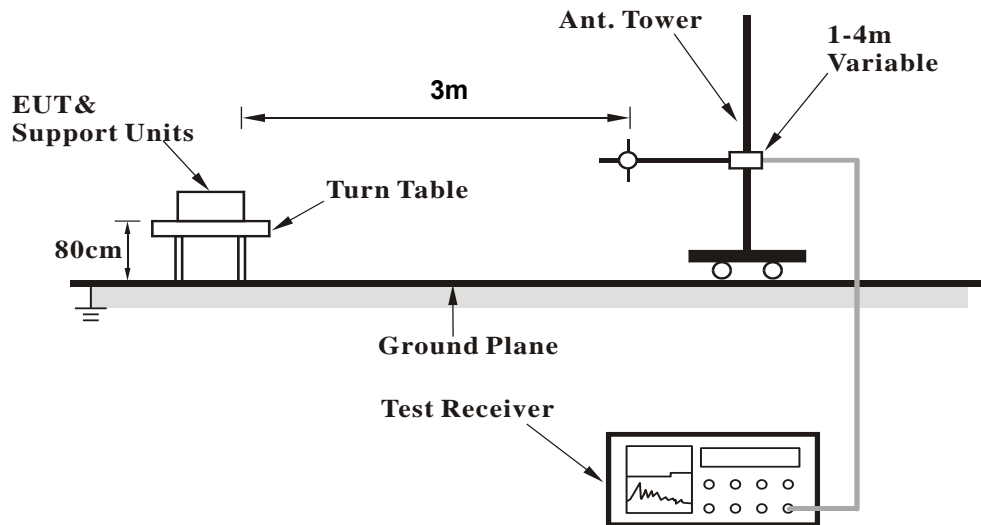 Ant. Tower
1-4m
Variable
3m
EUT&
Support Units
Turn Table
80cm
Ground Plane
Test Receiver